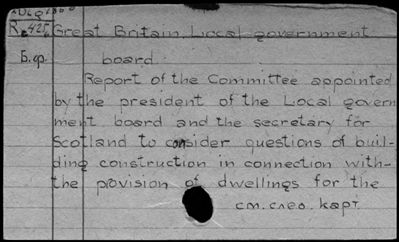 R 425 Great Britain. Local government
Б.ф. board.
Report of the Committee appointed
by the president of the Local govern
ment board and the secretary for
Scotland to consider questions of buil-
ding construction in connection with-
the provision of dwellings for the
см. след. карт.